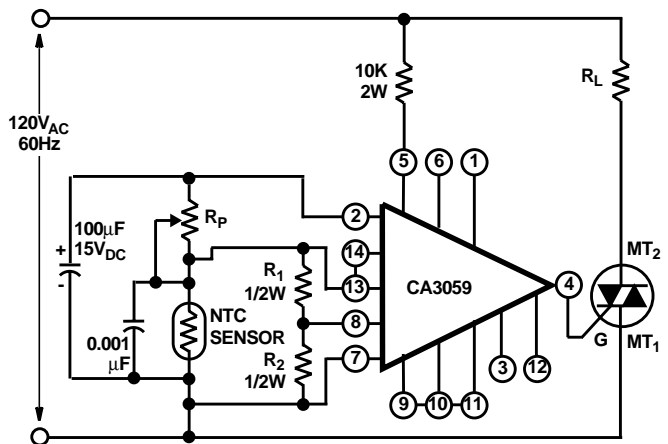 10K
2W
R_L
120V_AC
60Hz
5
6
1
100μF
15V_DC
+
-
R_P
2
14
13
8
7
R_1
1/2W
R_2
1/2W
NTC
SENSOR
0.001
μF
CA3059
4
MT_2
G
MT_1
3
12
9
10
11